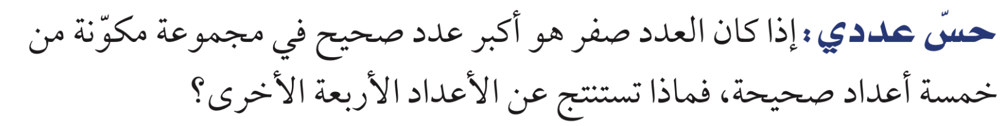 حسّ عددي: إذا كان العدد صفر هو أكبر عدد صحيح في مجموعة مكوّنة من
خمسة أعداد صحيحة، فماذا تستنتج عن الأعداد الأربعة الأخرى؟